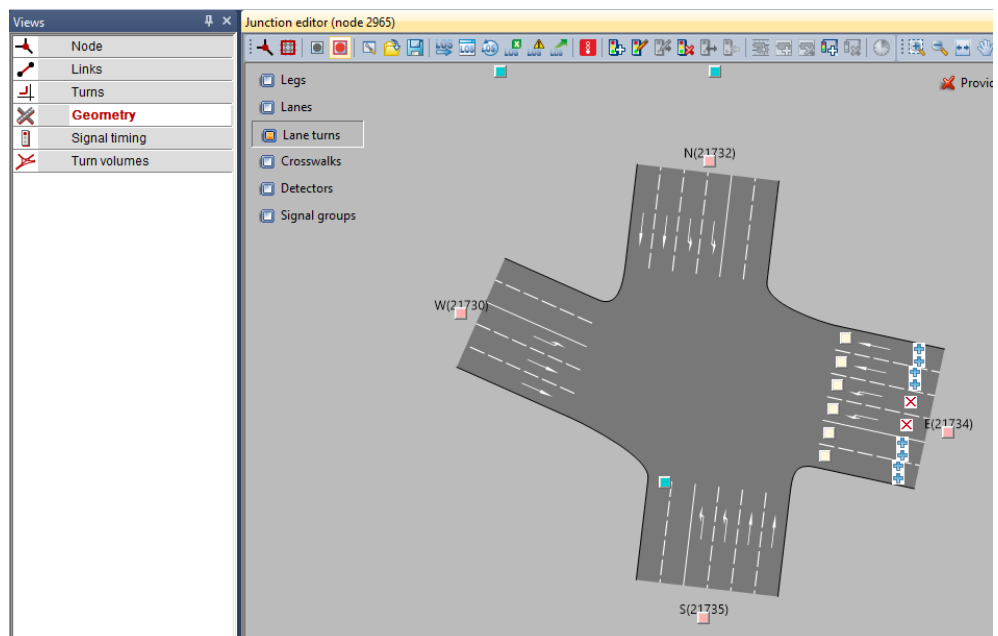 Views
Node
Links
Turns
Geometry
Signal timing
Turn volumes
Junction editor (node 2965)
Legs
Lanes
Lane turns
Crosswalks
Detectors
Signal groups
Provid
N(21732)
W(21730)
E(21734)
S(21735)